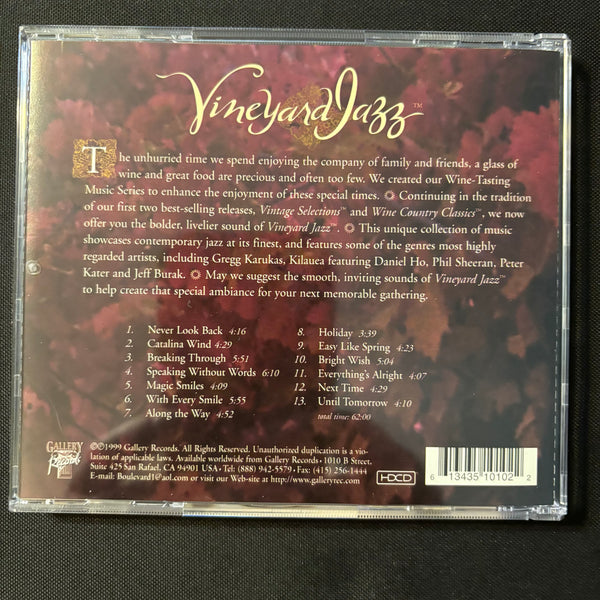 Vineyard Jazz™
The unhurried time we spend enjoying the company of family and friends, a glass of
wine and great food are precious and often too few. We created our Wine-Tasting
Music Series to enhance the enjoyment of these special times. Continuing in the tradition
of our first two best-selling releases, Vintage Selections™ and Wine Country Classics™, we now
offer you the bolder, livelier sound of Vineyard Jazz™. This unique collection of music
showcases contemporary jazz at its finest, and features some of the genres most highly
regarded artists, including Gregg Karukas, Kilauea featuring Daniel Ho, Phil Sheeran, Peter
Kater and Jeff Burak. May we suggest the smooth, inviting sounds of Vineyard Jazz™
to help create that special ambiance for your next memorable gathering.
1. Never Look Back 4:16
2. Catalina Wind 4:29
3. Breaking Through 5:51
4. Speaking Without Words 6:10
5. Magic Smiles 4:09
6. With Every Smile 5:55
7. Along the Way 4:52
8. Holiday 3:39
9. Easy Like Spring 4:23
10. Bright Wish 5:04
11. Everything's Alright 4:07
12. Next Time 4:29
13. Until Tomorrow 4:10
total time: 62:00
GALLERY
Records
©℗1999 Gallery Records. All Rights Reserved. Unauthorized duplication is a vio-
lation of applicable laws. Available worldwide from Gallery Records • 1010 B Street,
Suite 425 San Rafael, CA 94901 USA • Tel: (888) 942-5579 • Fax: (415) 256-1444
E-mail: Boulevard1@aol.com or visit our Web-site at http://www.galleryrec.com
HDCD
6 13435 10102 2